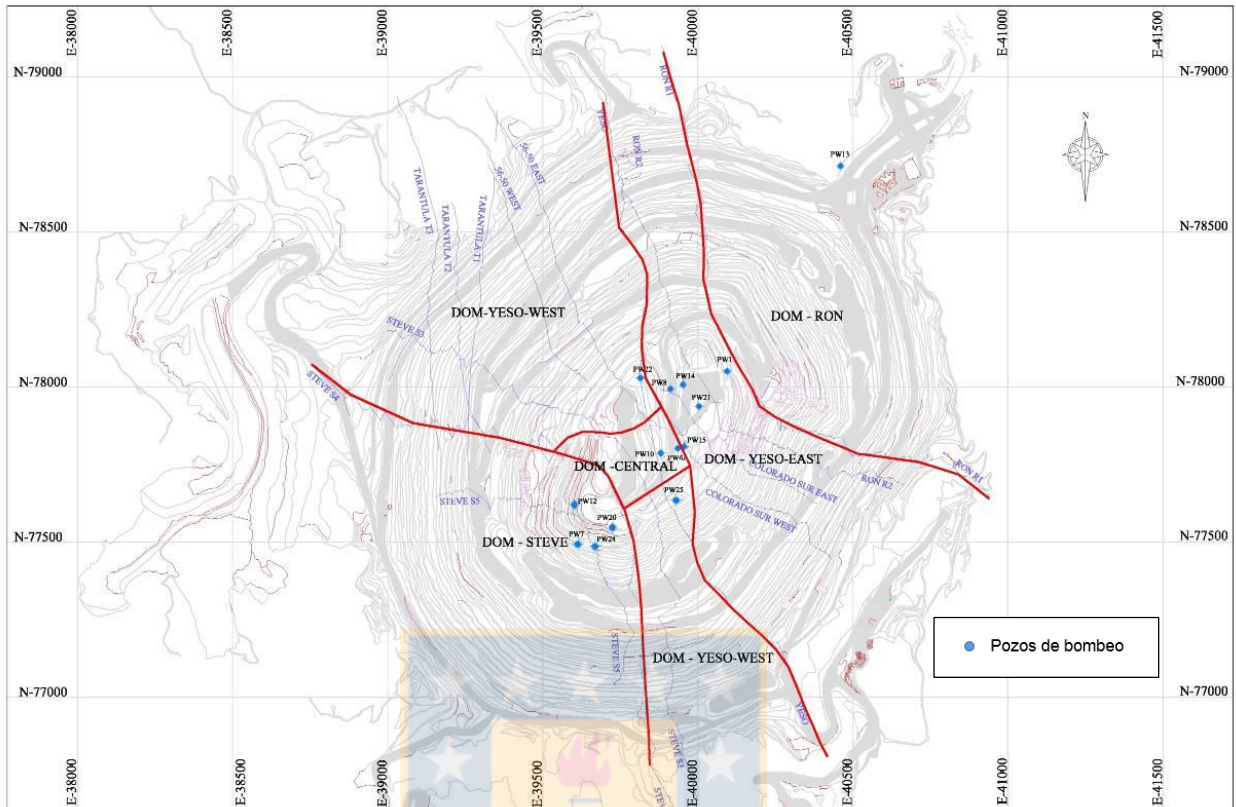 E-38000
E-38500
E-39000
E-39500
E-40000
E-40500
E-41000
E-41500
N-79000
N-79000
RON R1
YESO
RON R2
56-50 EAST
56-50 WEST
TARANTULA T3
TARANTULA T2
TARANTULA T1
PW13
N
N-78500
N-78500
DOM-YESO-WEST
DOM - RON
STEVE S3
STEVE S4
N-78000
N-78000
PW22
PW8
PW14
PW1
PW21
PW15
PW10
PW4
DOM -CENTRAL
DOM - YESO-EAST
COLORADO SUR EAST
RON R2
RON R1
COLORADO SUR WEST
STEVE S5
PW12
PW25
PW20
PW7
PW24
DOM - STEVE
N-77500
N-77500
STEVE S5
DOM - YESO-WEST
Pozos de bombeo
N-77000
N-77000
YESO
STEVE S3
E-38000
E-38500
E-39000
E-39500
E-40000
E-40500
E-41000
E-41500